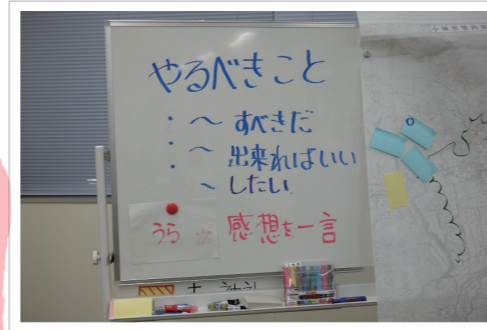 やるべきこと
・ ～ すべきだ
・ ～ 出来ればいい
・ ～ したい
うら 感想を一言